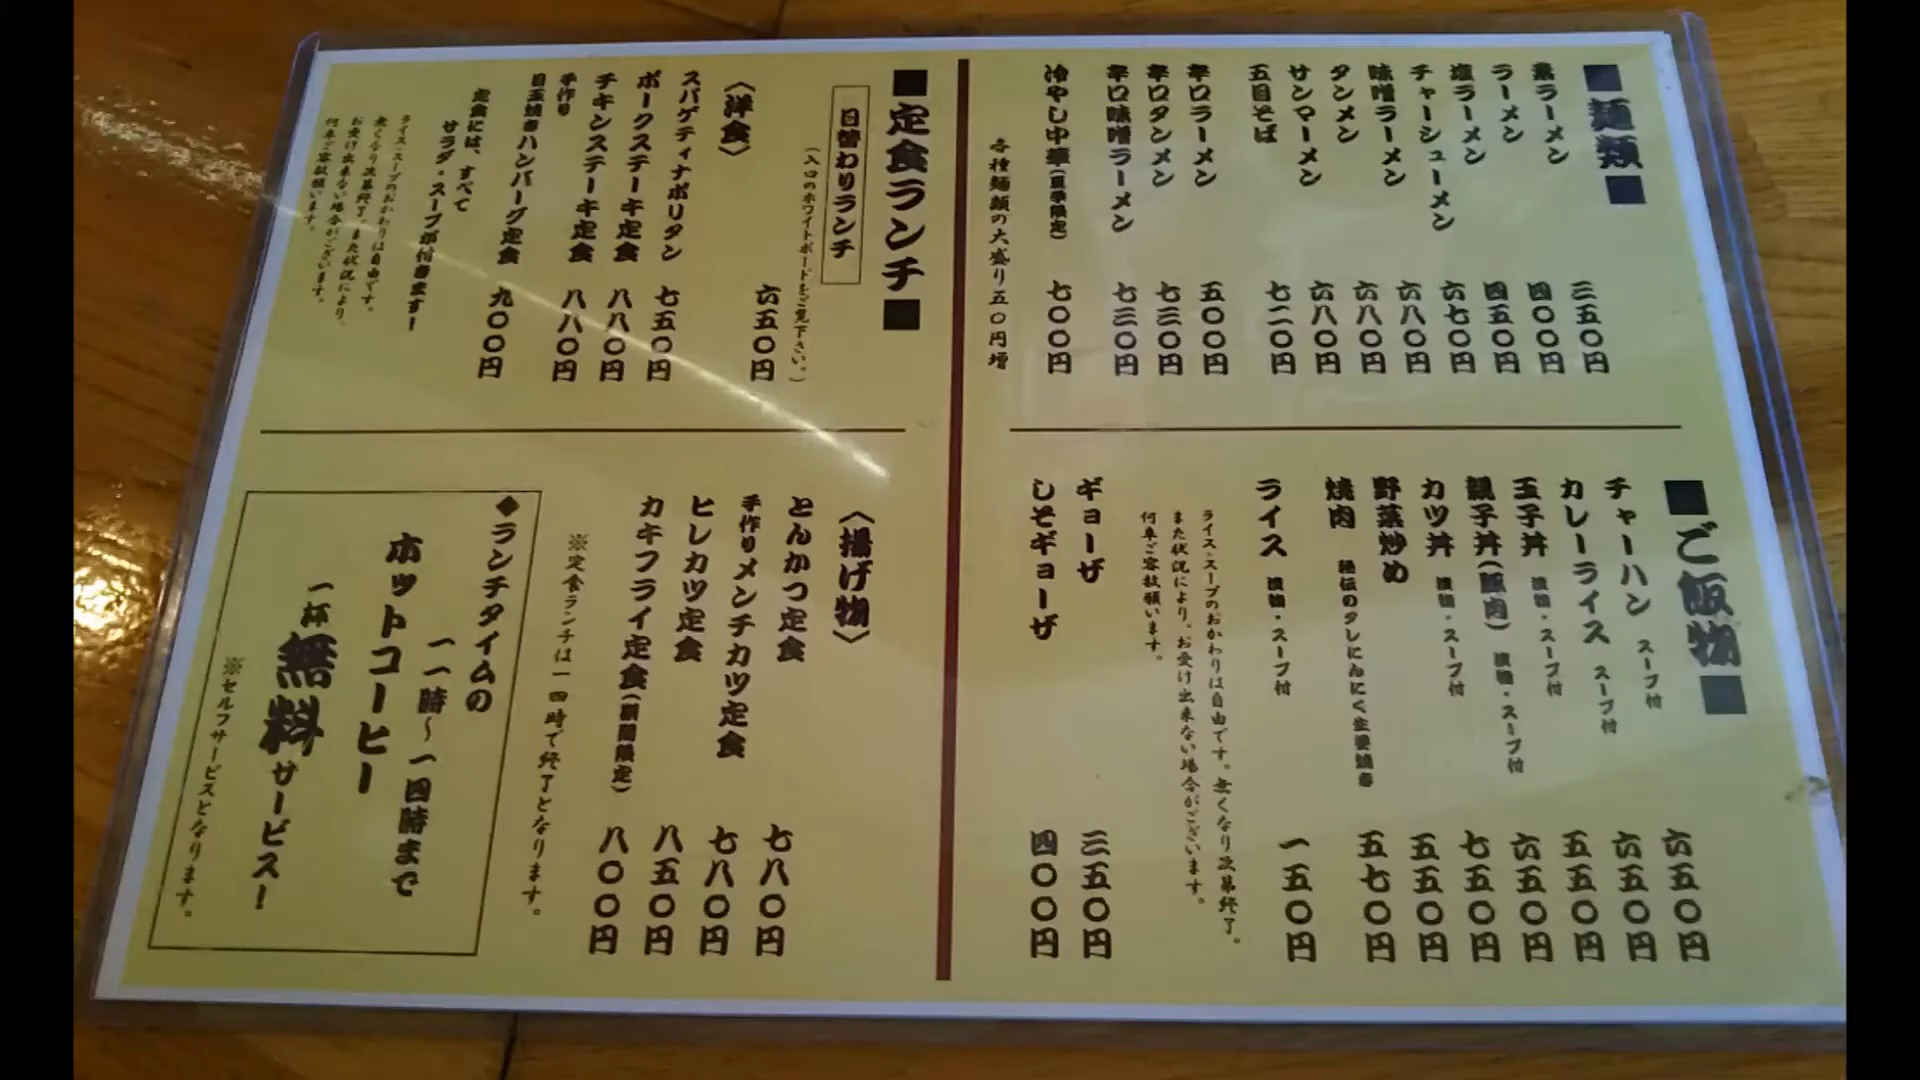 ■麺類■
素ラーメン 三五〇円
ラーメン 四〇〇円
塩ラーメン 四五〇円
チャーシューメン 六七〇円
味噌ラーメン 六八〇円
タンメン 六八〇円
サンマーメン 六八〇円
五目そば 七二〇円
辛口ラーメン 五〇〇円
辛口タンメン 七三〇円
辛口味噌ラーメン 七三〇円
冷やし中華(夏季限定) 七〇〇円
各種麺類の大盛り五〇円増
■ご飯物■
チャーハン スープ付 六五〇円
カレーライス スープ付 六五〇円
玉子丼 漬物・スープ付 五五〇円
親子丼(豚肉) 漬物・スープ付 六五〇円
カツ丼 漬物・スープ付 七五〇円
野菜炒め 五五〇円
焼肉 秘伝のタレにんにく生姜焼き 五七〇円
ライス 漬物・スープ付 一五〇円
ライス・スープのおかわりは自由です。無くなり次第終了。
また状況により、お受け出来ない場合がございます。
何卒ご容赦願います。
ギョーザ 三五〇円
しそギョーザ 四〇〇円
■定食ランチ■
日替わりランチ
(入口のホワイトボードをご覧下さい。)
六五〇円
〈洋食〉
スパゲティナポリタン 七五〇円
ポークステーキ定食 八八〇円
チキンステーキ定食 八八〇円
手作り
目玉焼きハンバーグ定食 九〇〇円
定食には、すべて
サラダ・スープが付きます!
ライス・スープのおかわりは自由です。
無くなり次第終了。また状況により、
お受け出来ない場合がございます。
何卒ご容赦願います。
〈揚げ物〉
とんかつ定食 七八〇円
手作りメンチカツ定食 七八〇円
ヒレカツ定食 八五〇円
カキフライ定食(期間限定) 八〇〇円
※定食ランチは一四時で終了となります。
◆ランチタイムの
一一時～一四時まで
ホットコーヒー
一杯無料サービス!
※セルフサービスとなります。